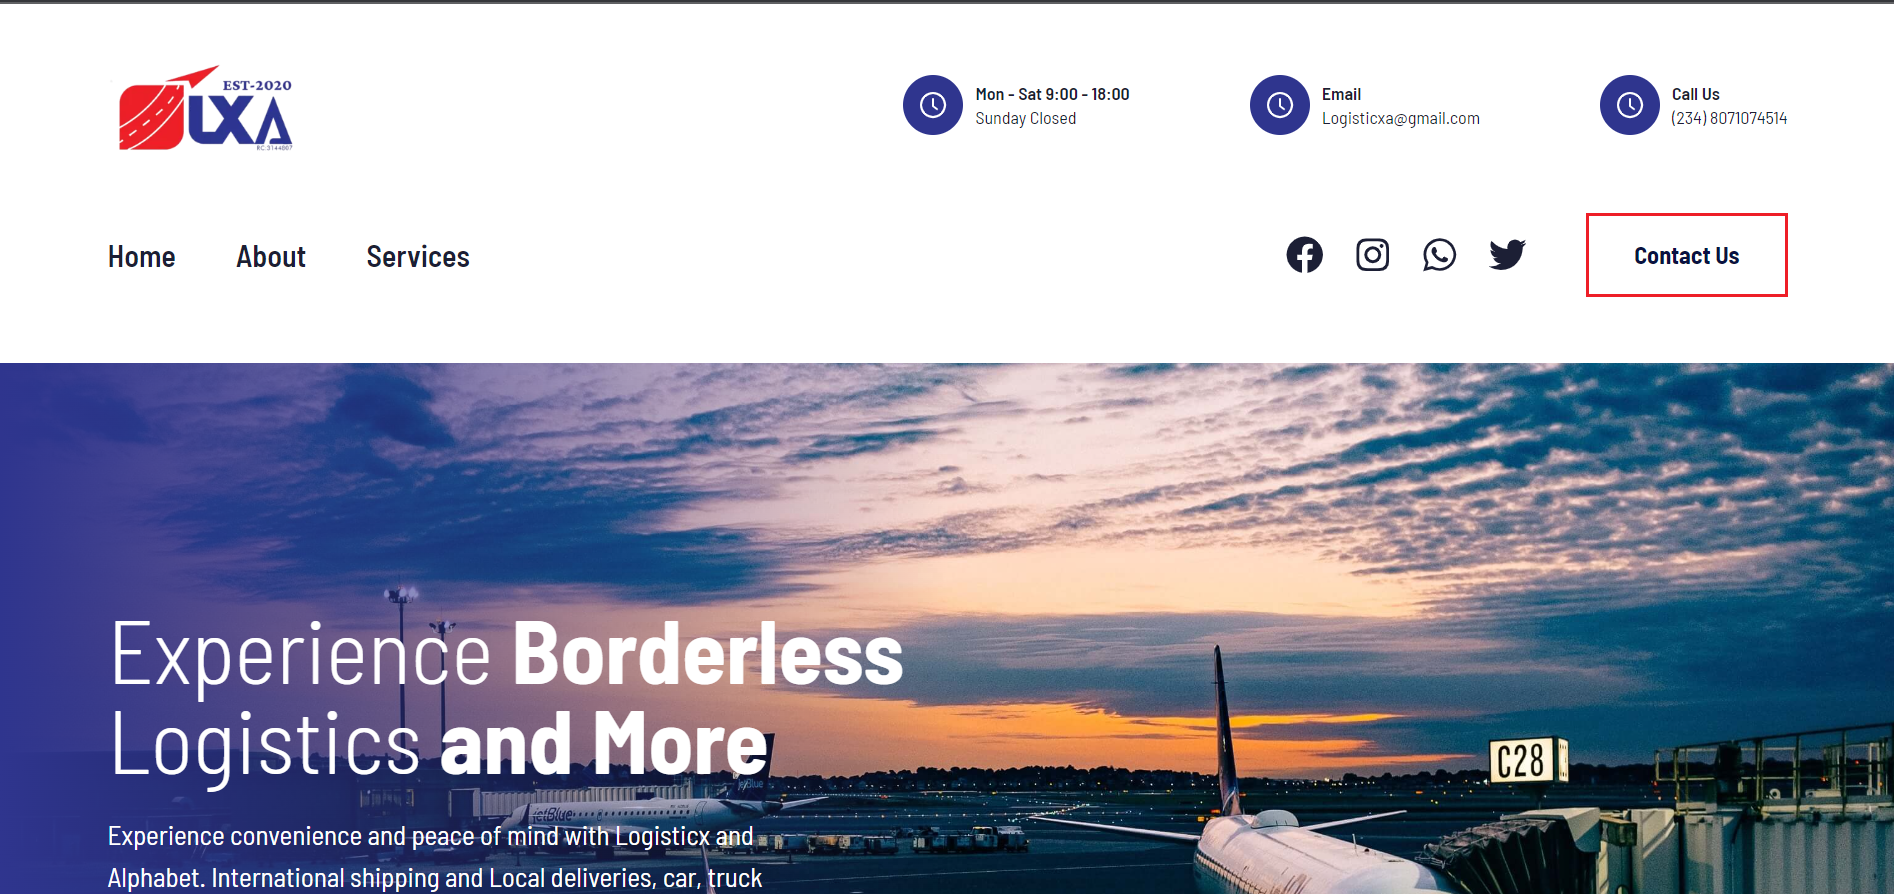 EST-2020
LXA
RC.3144807
Mon - Sat 9:00 - 18:00
Sunday Closed
Email
Logisticxa@gmail.com
Call Us
(234) 8071074514
Home
About
Services
Contact Us
Experience Borderless
Logistics and More
C28
jetBlue
jetBlue
Experience convenience and peace of mind with Logisticx and
Alphabet. International shipping and Local deliveries, car, truck